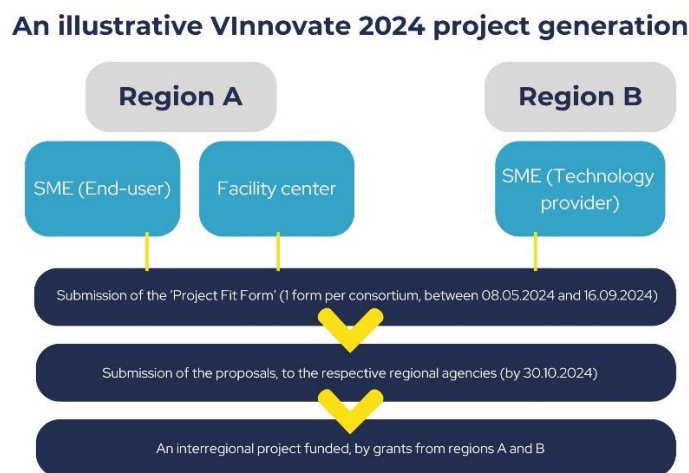 An illustrative VInnovate 2024 project generation
Region A
Region B
SME (End-user)
Facility center
SME (Technology
provider)
Submission of the 'Project Fit Form' (1 form per consortium, between 08.05.2024 and 16.09.2024)
Submission of the proposals, to the respective regional agencies (by 30.10.2024)
An interregional project funded, by grants from regions A and B